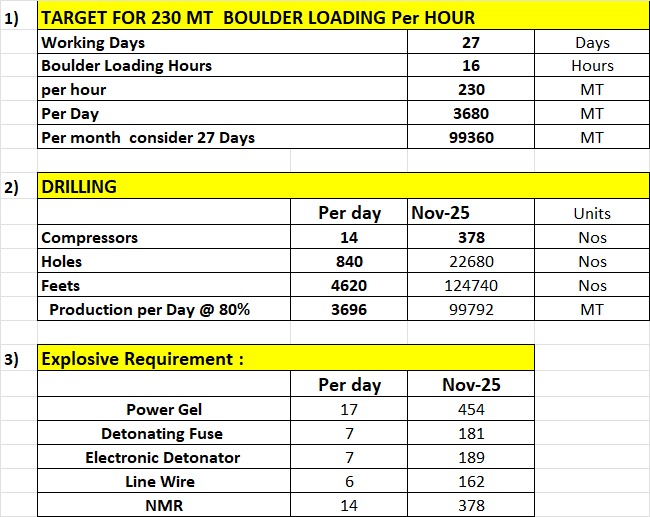 1) TARGET FOR 230 MT BOULDER LOADING Per HOUR
Working Days 27 Days
Boulder Loading Hours 16 Hours
per hour 230 MT
Per Day 3680 MT
Per month consider 27 Days 99360 MT
2) DRILLING
Per day Nov-25 Units
Compressors 14 378 Nos
Holes 840 22680 Nos
Feets 4620 124740 Nos
Production per Day @ 80% 3696 99792 MT
3) Explosive Requirement :
Per day Nov-25
Power Gel 17 454
Detonating Fuse 7 181
Electronic Detonator 7 189
Line Wire 6 162
NMR 14 378